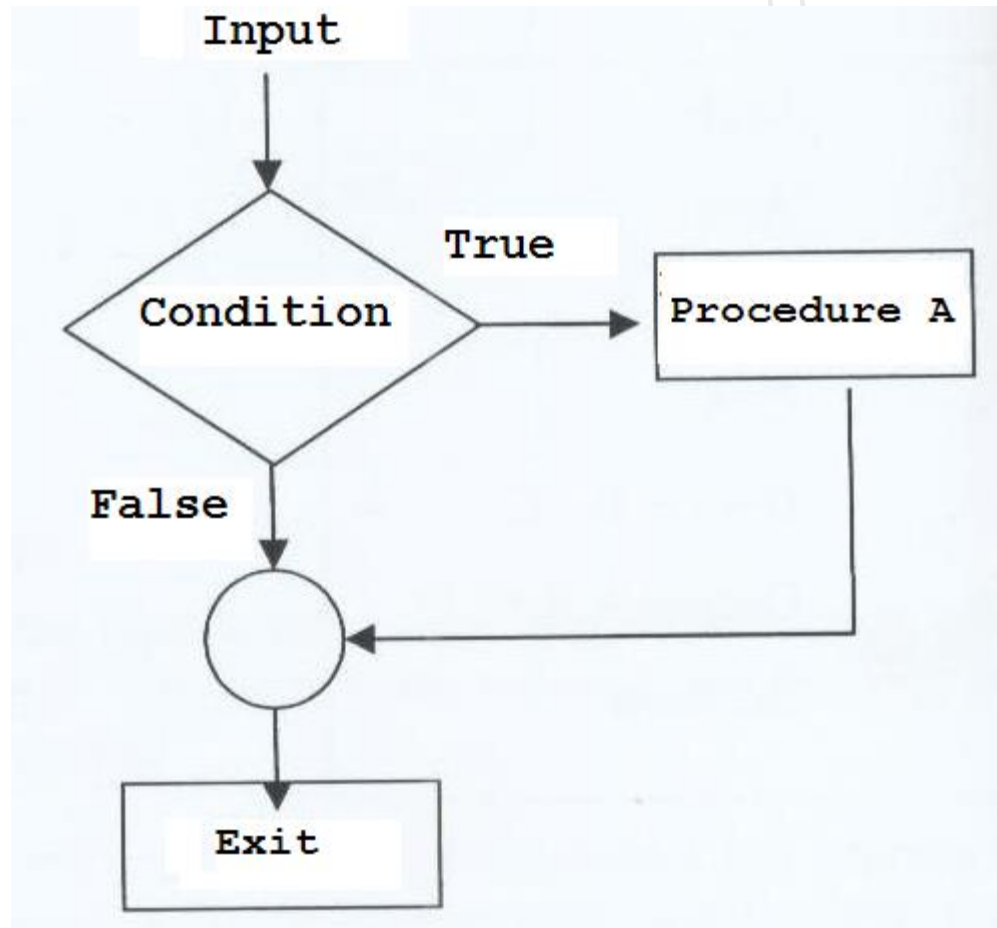 Input
True
Condition
Procedure A
False
Exit